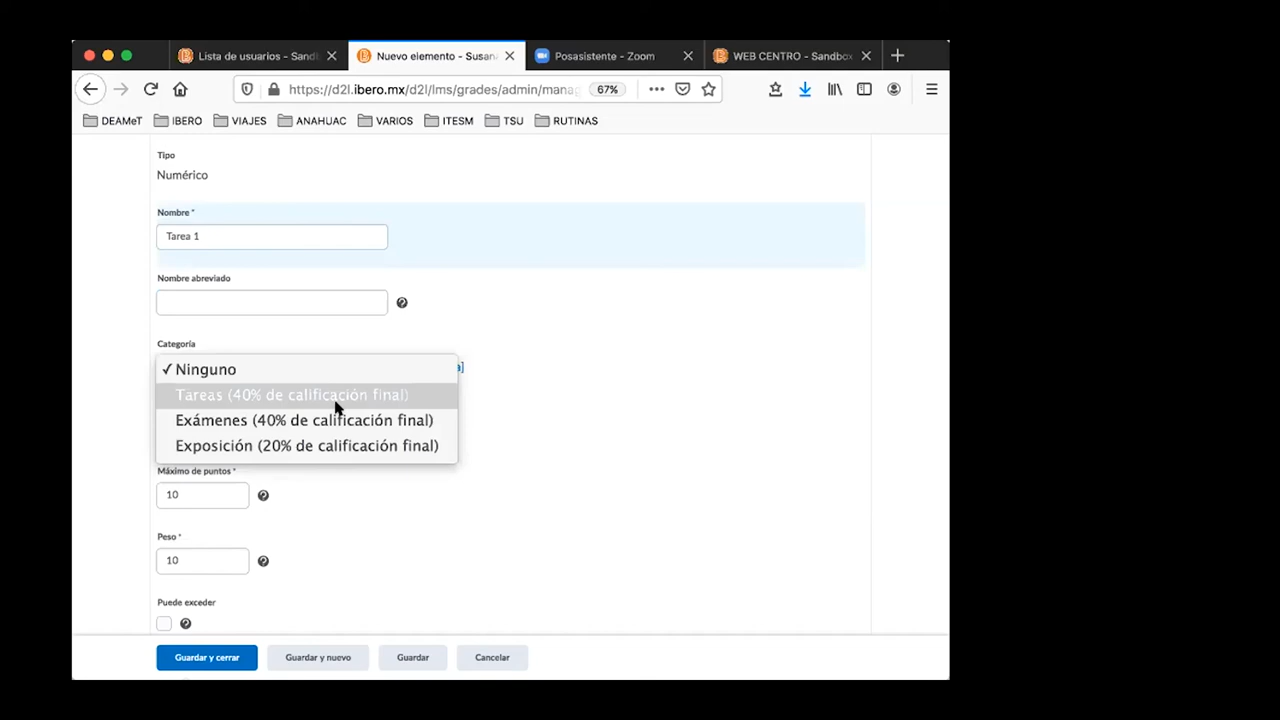 Lista de usuarios - Sandb
Nuevo elemento - Susana
Posasistente - Zoom
WEB CENTRO - Sandbox
https://d2l.ibero.mx/d2l/lms/grades/admin/manag
67%
DEAMeT
IBERO
VIAJES
ANAHUAC
VARIOS
ITESM
TSU
RUTINAS
Tipo
Numérico
Nombre *
Tarea 1
Nombre abreviado
Categoría
✓ Ninguno
a]
Tareas (40% de calificación final)
Exámenes (40% de calificación final)
Exposición (20% de calificación final)
Máximo de puntos *
10
Peso *
10
Puede exceder
Guardar y cerrar
Guardar y nuevo
Guardar
Cancelar